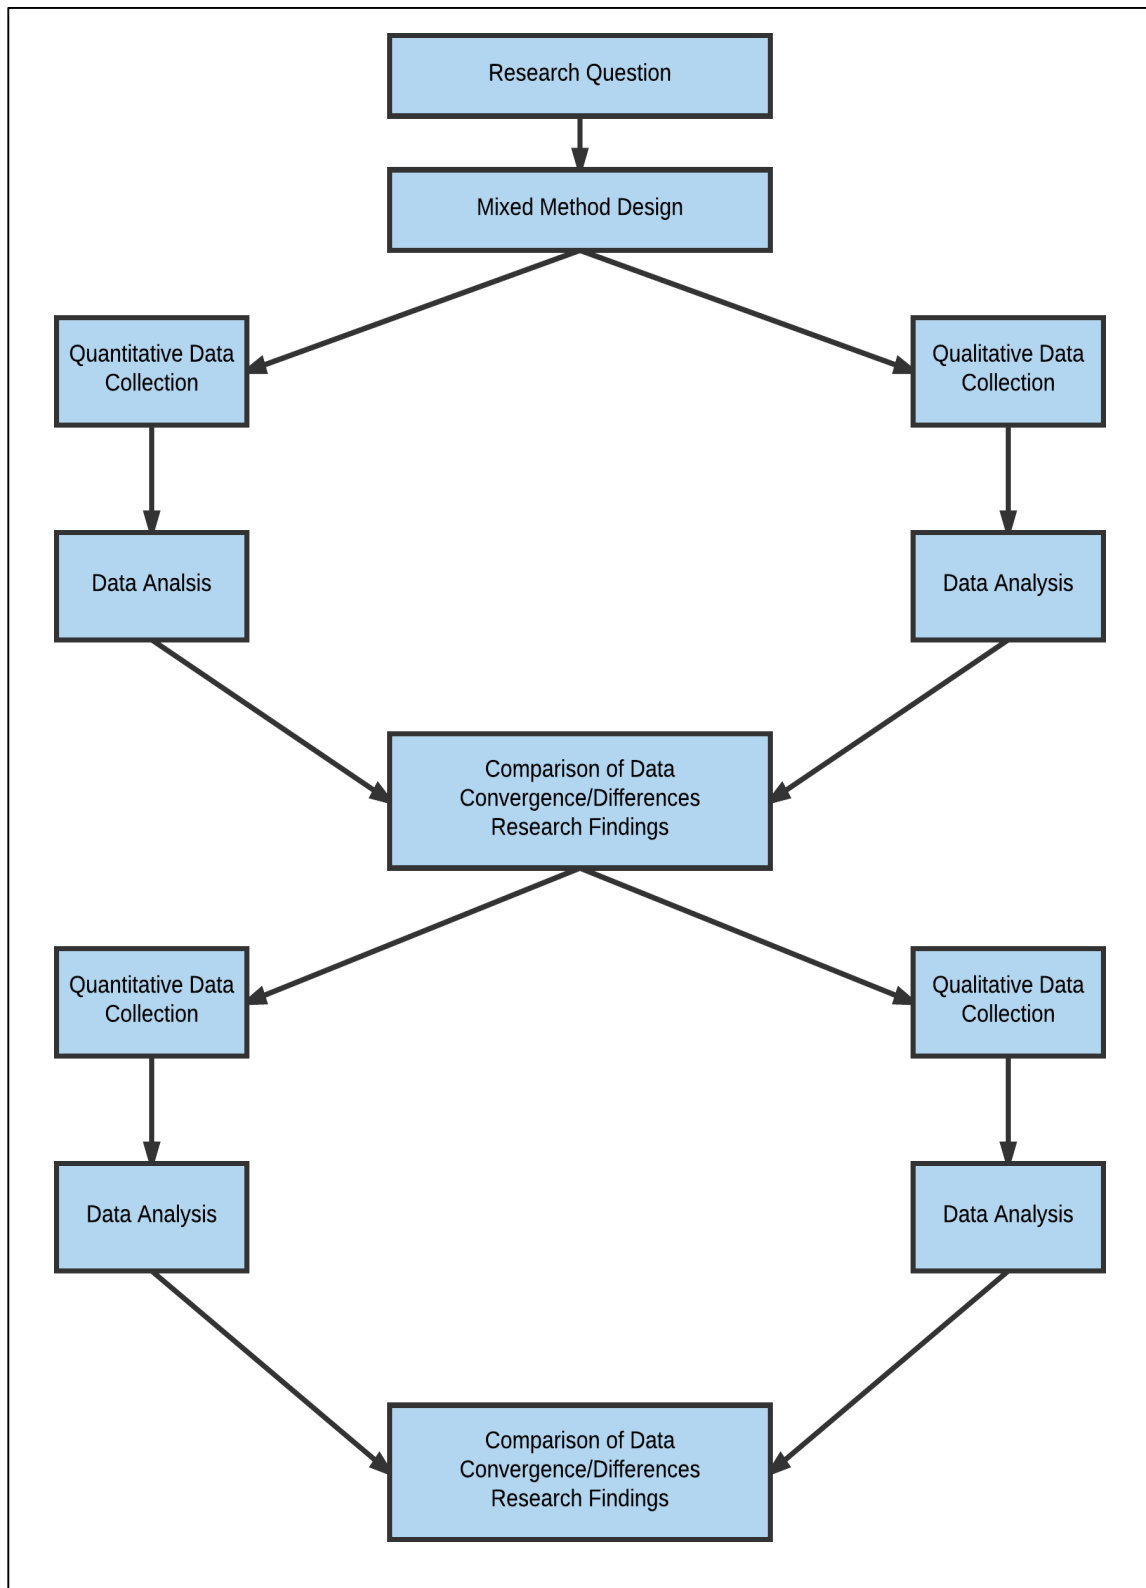 Research Question
Mixed Method Design
Quantitative Data
Collection
Qualitative Data
Collection
Data Analsis
Data Analysis
Comparison of Data
Convergence/Differences
Research Findings
Quantitative Data
Collection
Qualitative Data
Collection
Data Analysis
Data Analysis
Comparison of Data
Convergence/Differences
Research Findings